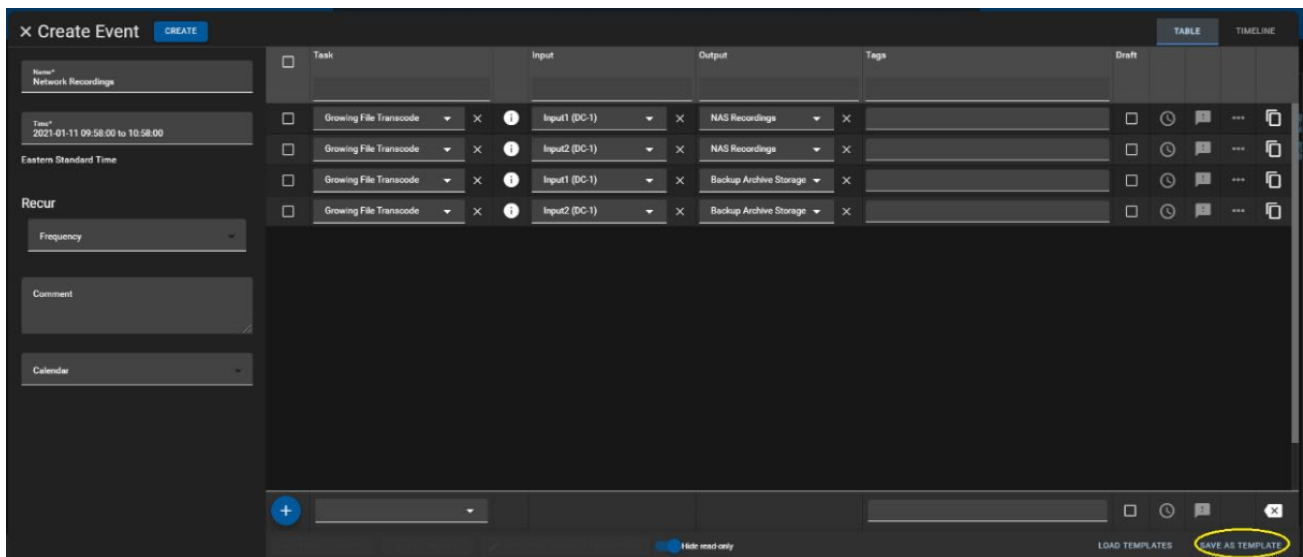 × Create Event CREATE TABLE TIMELINE
Name*
Network Recordings
Time*
2021-01-11 09:58:00 to 10:58:00
Eastern Standard Time
Recur
Frequency
Comment
Calendar
Task Input Output Tags Draft
Growing File Transcode Input1 (DC-1) NAS Recordings
Growing File Transcode Input2 (DC-1) NAS Recordings
Growing File Transcode Input1 (DC-1) Backup Archive Storage
Growing File Transcode Input2 (DC-1) Backup Archive Storage
Hide read-only LOAD TEMPLATES SAVE AS TEMPLATE